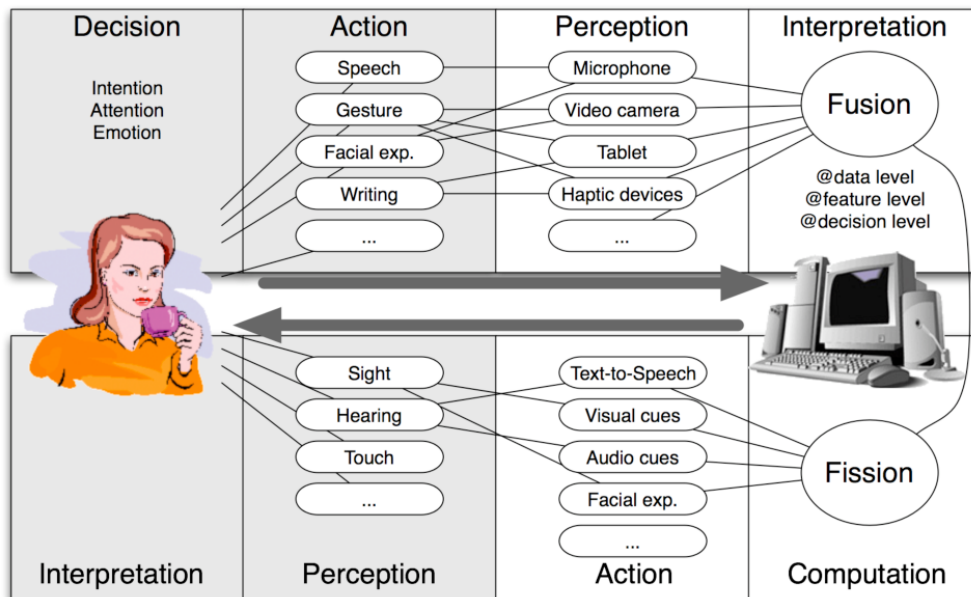 Decision
Action
Perception
Interpretation
Intention
Attention
Emotion
Speech
Gesture
Facial exp.
Writing
...
Microphone
Video camera
Tablet
Haptic devices
...
Fusion
@data level
@feature level
@decision level
Sight
Hearing
Touch
...
Text-to-Speech
Visual cues
Audio cues
Facial exp.
...
Fission
Interpretation
Perception
Action
Computation